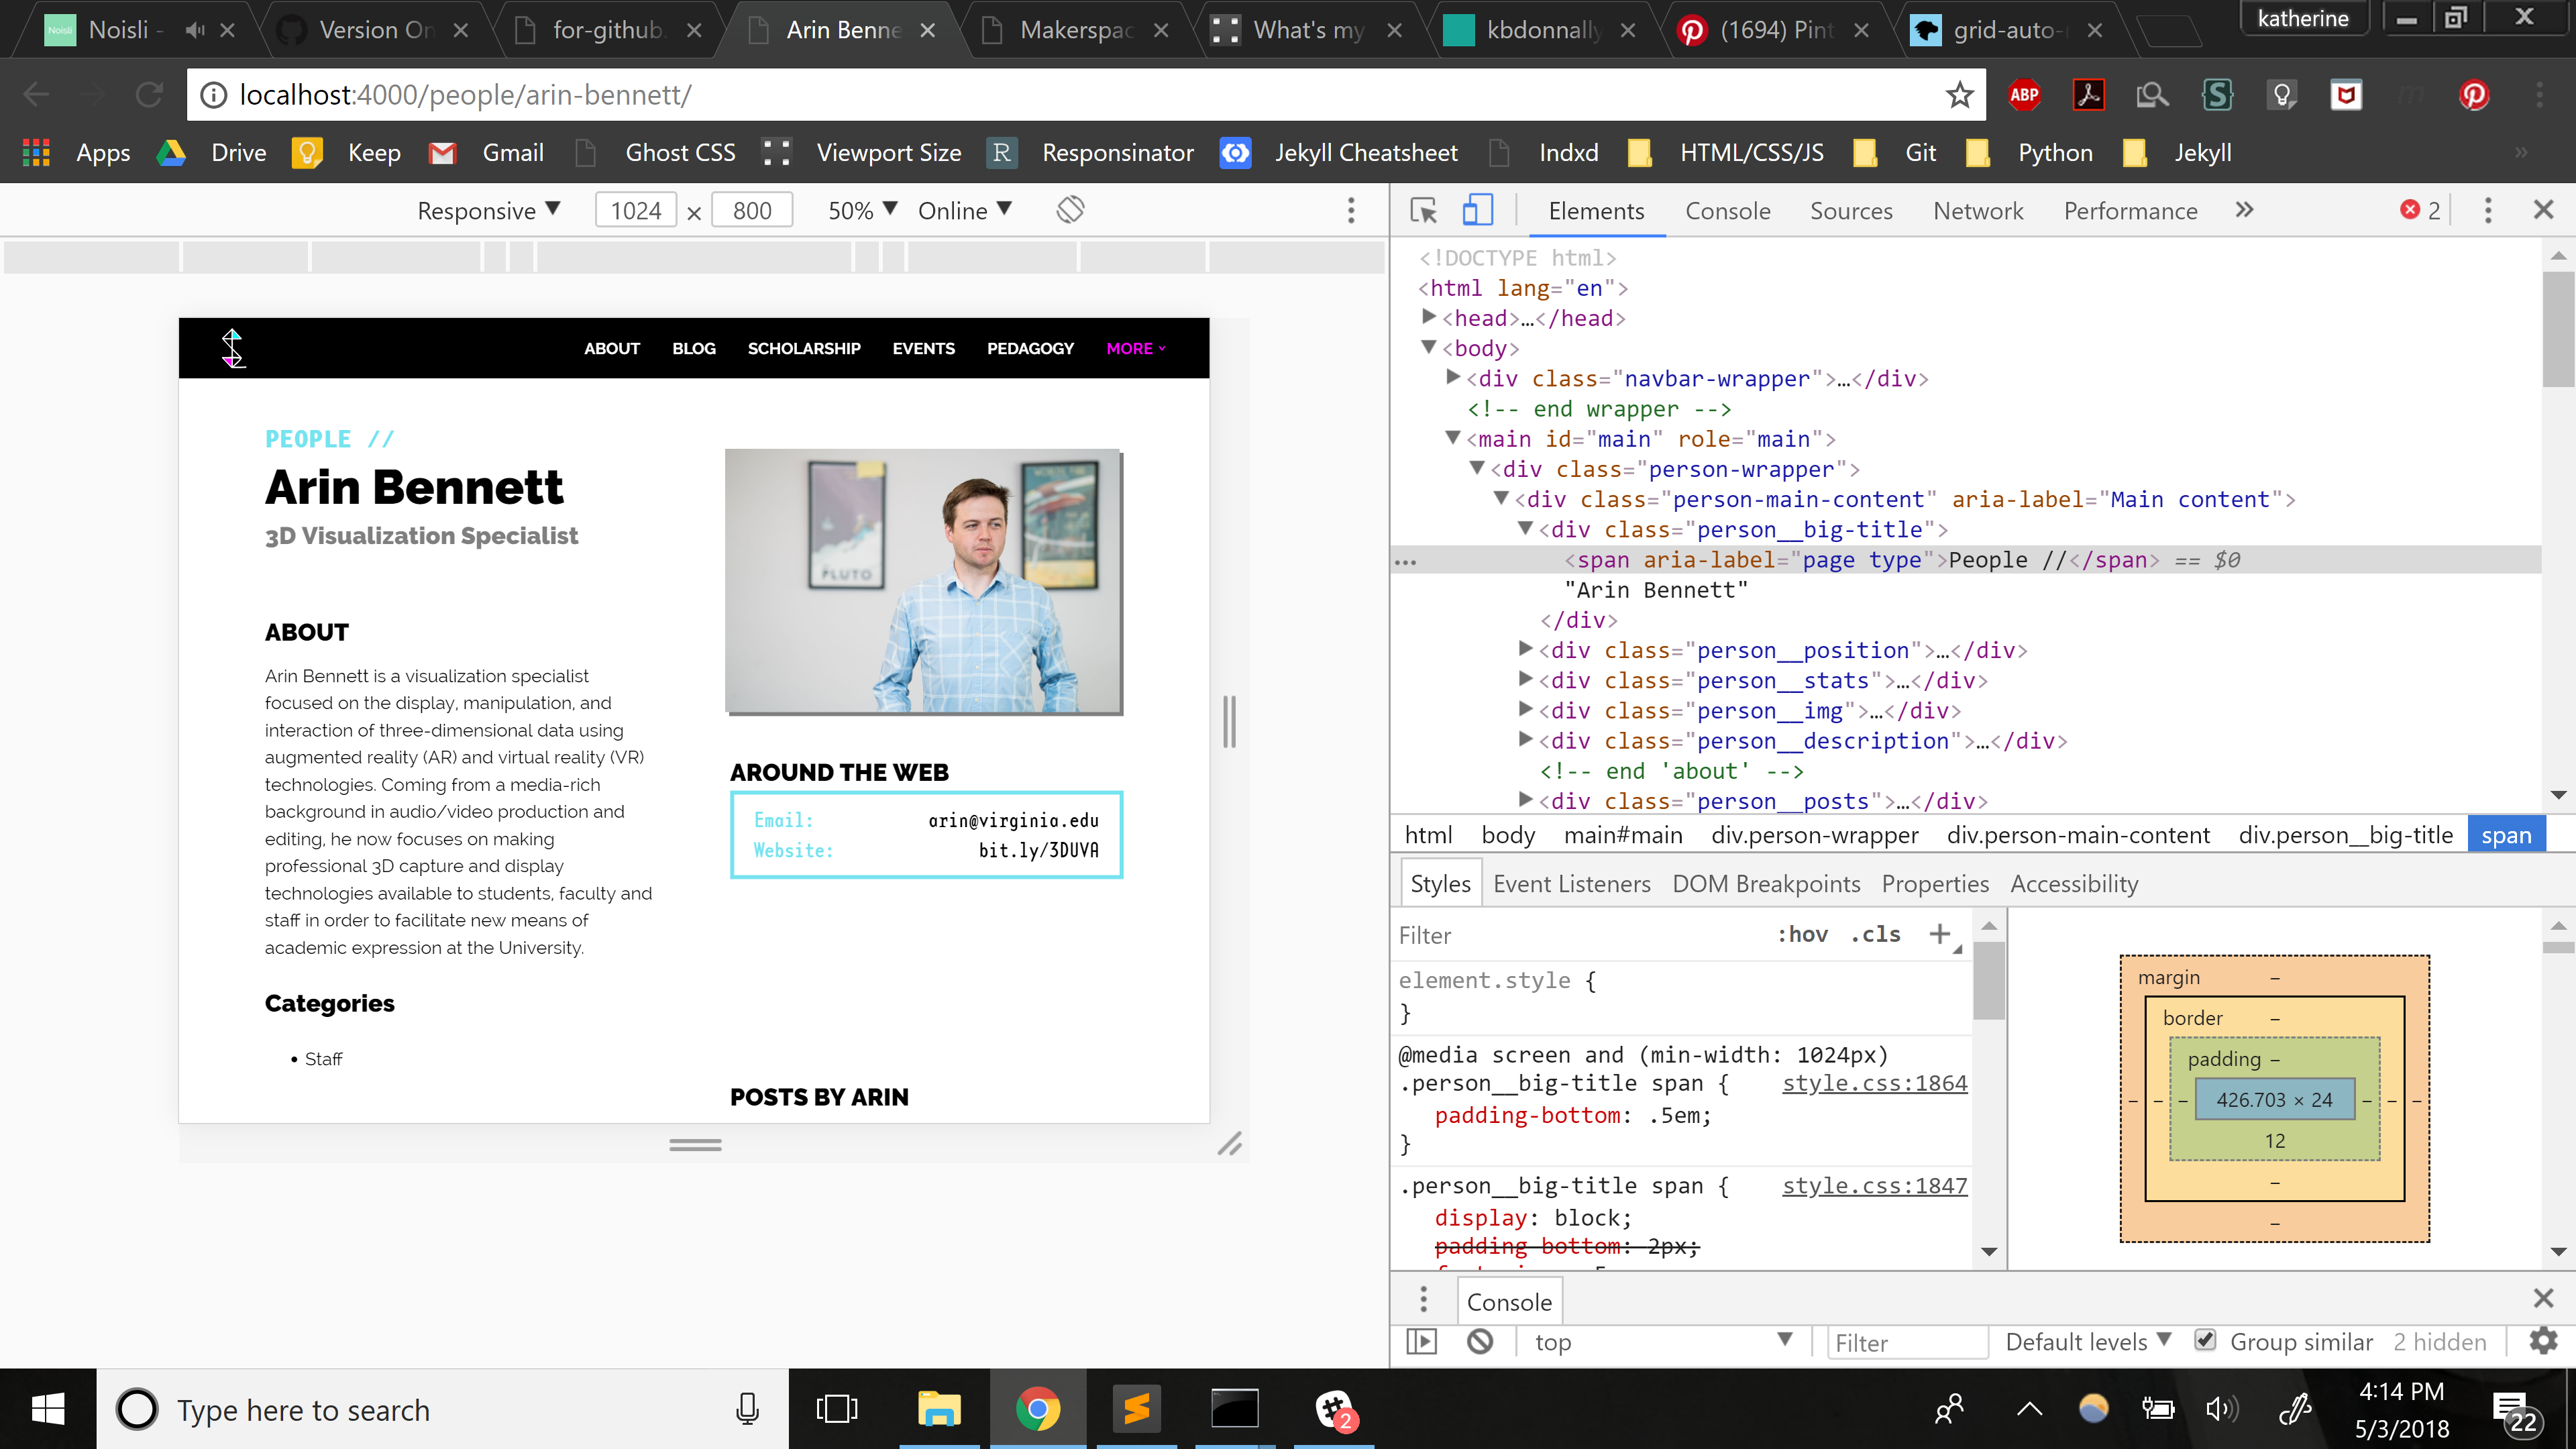 Noisli -
Version On
for-github.
Arin Benne
Makerspac
What's my
kbdonnally
(1694) Pint
grid-auto-
katherine
localhost:4000/people/arin-bennett/
ABP
Apps
Drive
Keep
Gmail
Ghost CSS
Viewport Size
R
Responsinator
Jekyll Cheatsheet
Indxd
HTML/CSS/JS
Git
Python
Jekyll
»
Responsive ▼ 1024 × 800 50% ▼ Online ▼
ABOUT BLOG SCHOLARSHIP EVENTS PEDAGOGY MORE
PEOPLE //
Arin Bennett
3D Visualization Specialist
PLUTO
ABOUT
Arin Bennett is a visualization specialist
focused on the display, manipulation, and
interaction of three-dimensional data using
augmented reality (AR) and virtual reality (VR)
technologies. Coming from a media-rich
background in audio/video production and
editing, he now focuses on making
professional 3D capture and display
technologies available to students, faculty and
staff in order to facilitate new means of
academic expression at the University.
Categories
• Staff
AROUND THE WEB
Email: arin@virginia.edu
Website: bit.ly/3DUVA
POSTS BY ARIN
Elements Console Sources Network Performance » 2
<!DOCTYPE html>
<html lang="en">
<head>…</head>
<body>
<div class="navbar-wrapper">…</div>
<!-- end wrapper -->
<main id="main" role="main">
<div class="person-wrapper">
<div class="person-main-content" aria-label="Main content">
<div class="person__big-title">
<span aria-label="page type">People //</span> == $0
"Arin Bennett"
</div>
<div class="person__position">…</div>
<div class="person__stats">…</div>
<div class="person__img">…</div>
<div class="person__description">…</div>
<!-- end 'about' -->
<div class="person__posts">…</div>
html body main#main div.person-wrapper div.person-main-content div.person__big-title span
Styles Event Listeners DOM Breakpoints Properties Accessibility
Filter :hov .cls +
element.style {
}
@media screen and (min-width: 1024px)
.person__big-title span { style.css:1864
padding-bottom: .5em;
}
.person__big-title span { style.css:1847
display: block;
padding-bottom: 2px;
margin –
border –
padding –
– – – 426.703 × 24 – – –
12
–
–
Console
top ▼ Filter Default levels ▼ Group similar 2 hidden
Type here to search
2
4:14 PM
5/3/2018
22